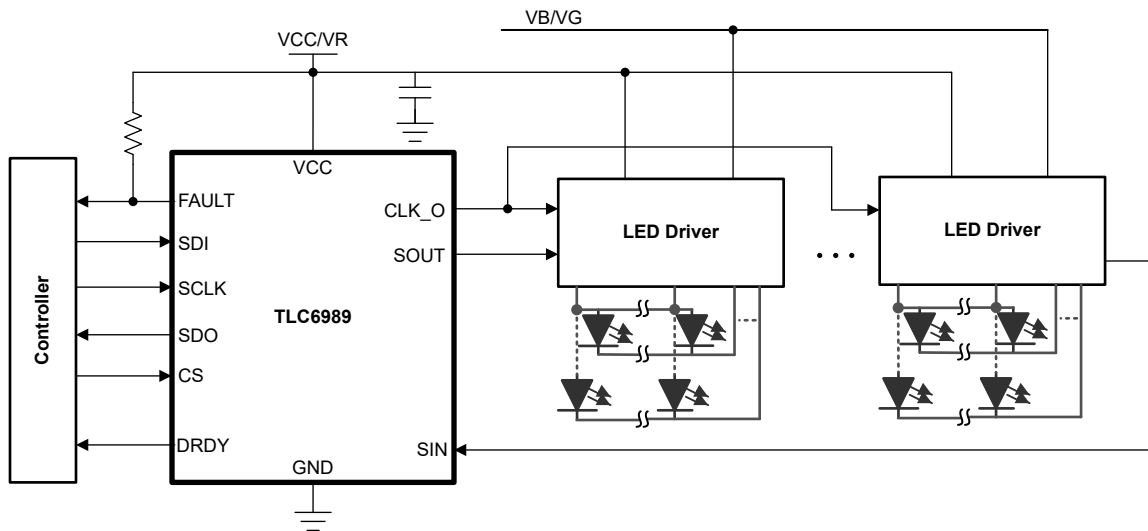 VB/VG
VCC/VR
VCC
Controller
FAULT
SDI
SCLK
SDO
CS
DRDY
TLC6989
CLK_O
SOUT
SIN
GND
LED Driver
LED Driver